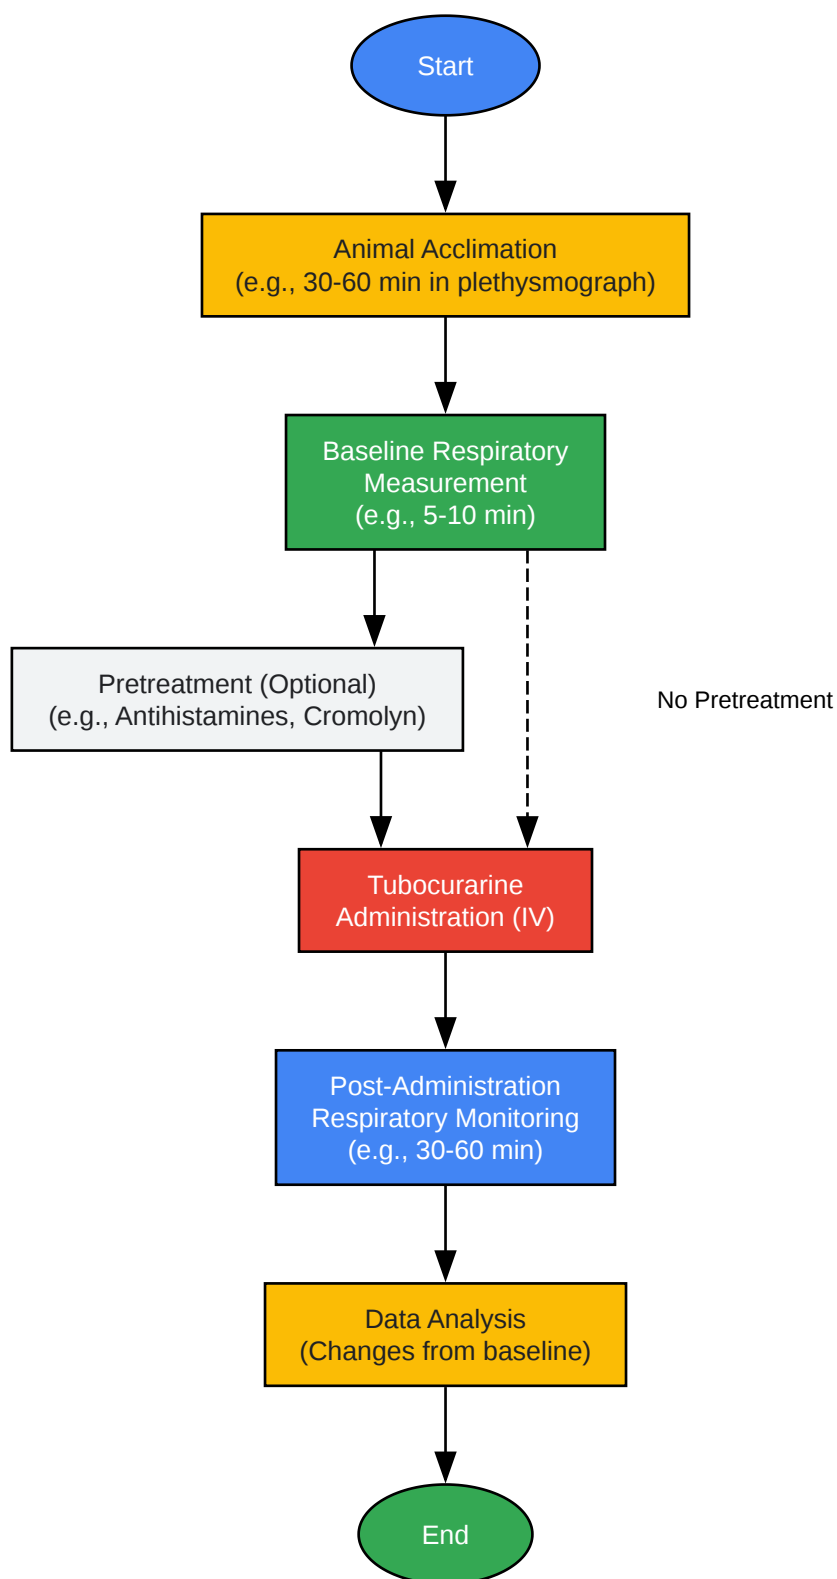 Start
Animal Acclimation
(e.g., 30-60 min in plethysmograph)
Baseline Respiratory
Measurement
(e.g., 5-10 min)
Pretreatment (Optional)
(e.g., Antihistamines, Cromolyn)
No Pretreatment
Tubocurarine
Administration (IV)
Post-Administration
Respiratory Monitoring
(e.g., 30-60 min)
Data Analysis
(Changes from baseline)
End